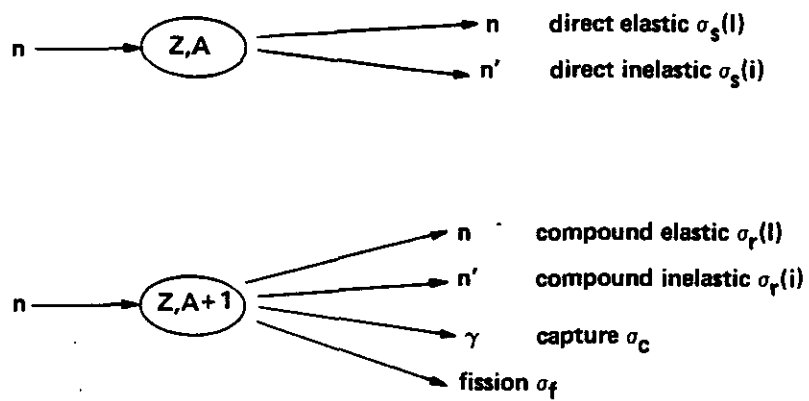 n direct elastic σs(l)
n Z,A
n' direct inelastic σs(i)
n compound elastic σr(l)
n' compound inelastic σr(i)
n Z,A+1
γ capture σc
fission σf